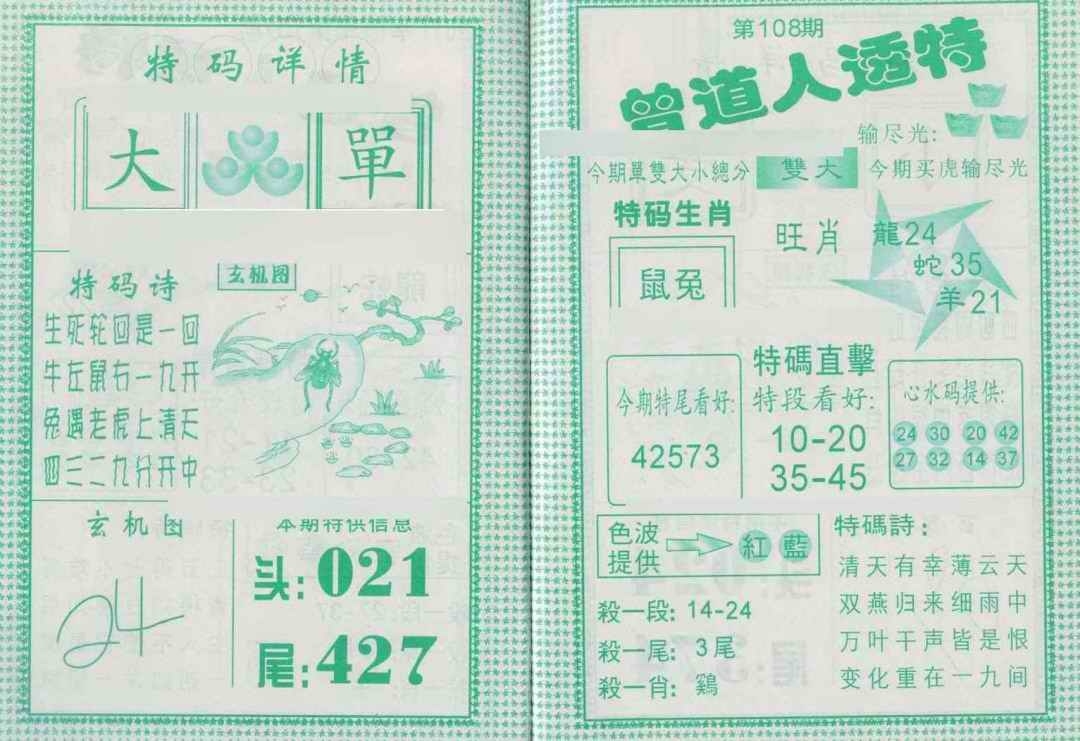 特码详情
大 單
特码诗
生死轮回是一回
牛左鼠右一九开
兔遇老虎上清天
四三二九分开中
玄机图
玄机图
24
本期特供信息
头:021
尾:427
第108期
曾道人透特
输尽光:
今期單雙大小總分 雙大 今期买虎输尽光
特码生肖
鼠兔
旺肖
龍24
蛇35
羊21
今期特尾看好:
42573
特碼直擊
特段看好:
10-20
35-45
心水码提供:
24 30 20 42
27 32 14 37
色波
提供
紅 藍
殺一段: 14-24
殺一尾: 3尾
殺一肖: 鷄
特碼詩:
清天有幸薄云天
双燕归来细雨中
万叶干声皆是恨
变化重在一九间